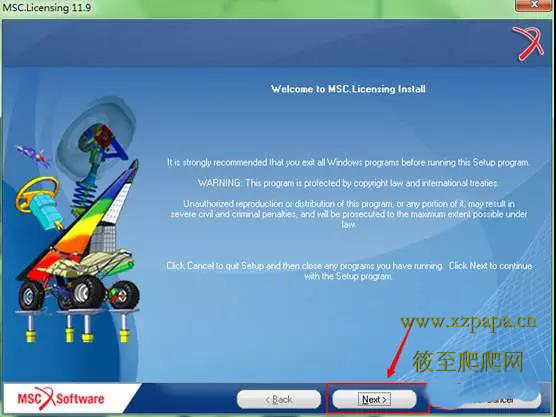 MSC.Licensing 11.9
Welcome to MSC.Licensing Install
It is strongly recommended that you exit all Windows programs before running this Setup program.
WARNING: This program is protected by copyright law and international treaties.
Unauthorized reproduction or distribution of this program, or any portion of it, may result in
severe civil and criminal penalties, and will be prosecuted to the maximum extent possible under
law.
Click Cancel to quit Setup and then close any programs you have running. Click Next to continue
with the Setup program.
www.xzpapa.cn
筱至爬爬网
MSC Software
< Back
Next >
Cancel